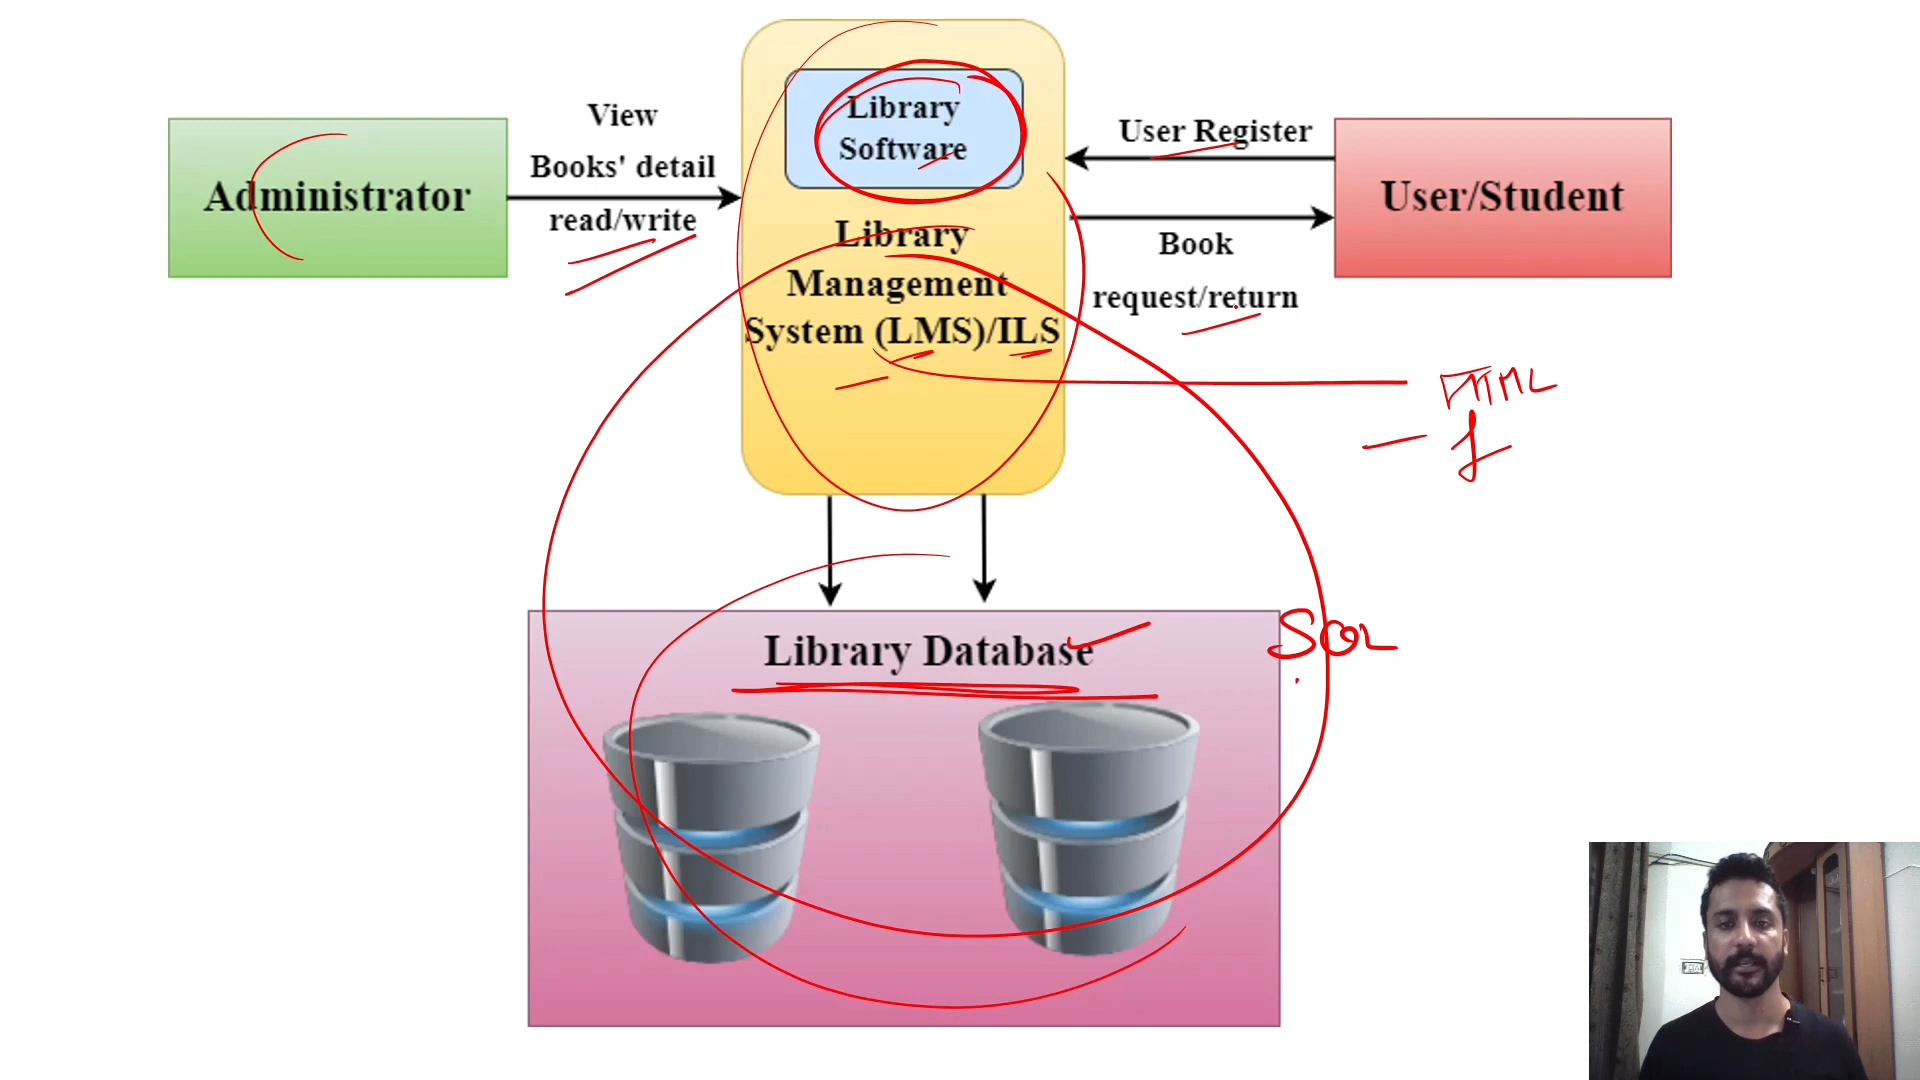 Administrator
View
Books' detail
read/write
Library
Software
Library
Management
System (LMS)/ILS
User Register
Book
request/return
User/Student
HTML
Library Database
SQL